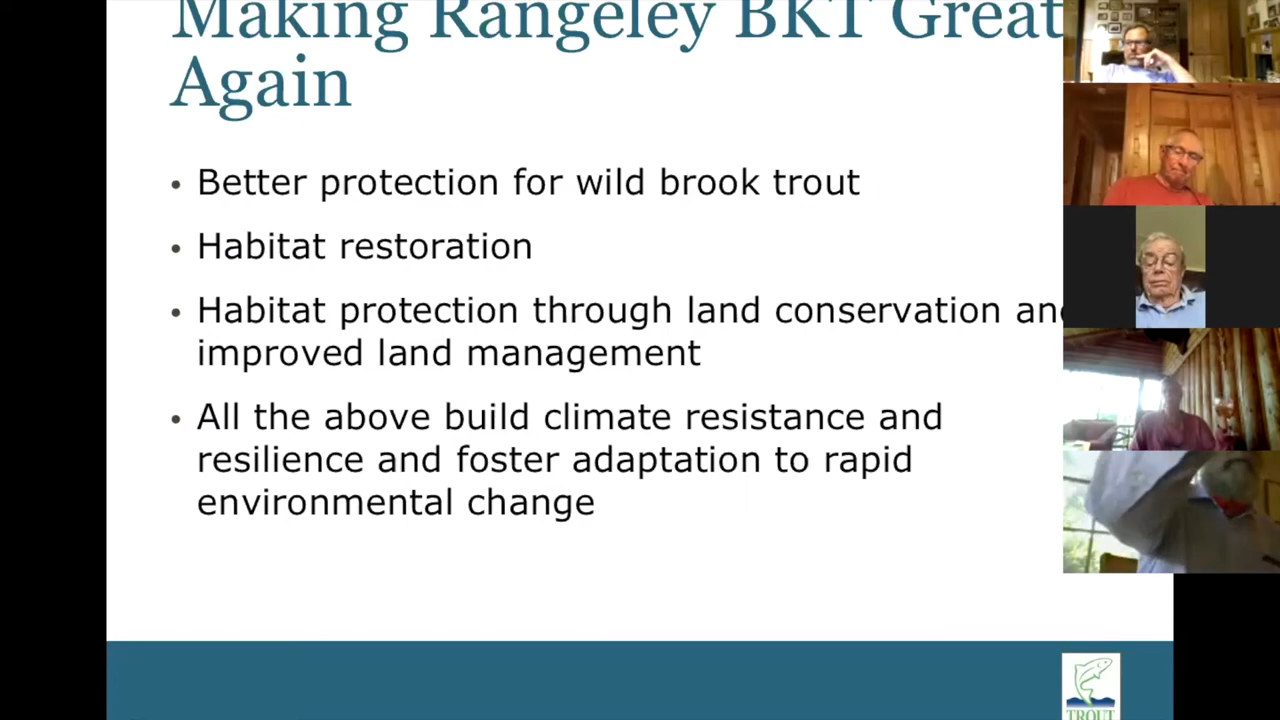 Making Rangeley BKT Great
Again
• Better protection for wild brook trout
• Habitat restoration
• Habitat protection through land conservation and
improved land management
• All the above build climate resistance and
resilience and foster adaptation to rapid
environmental change
TROUT